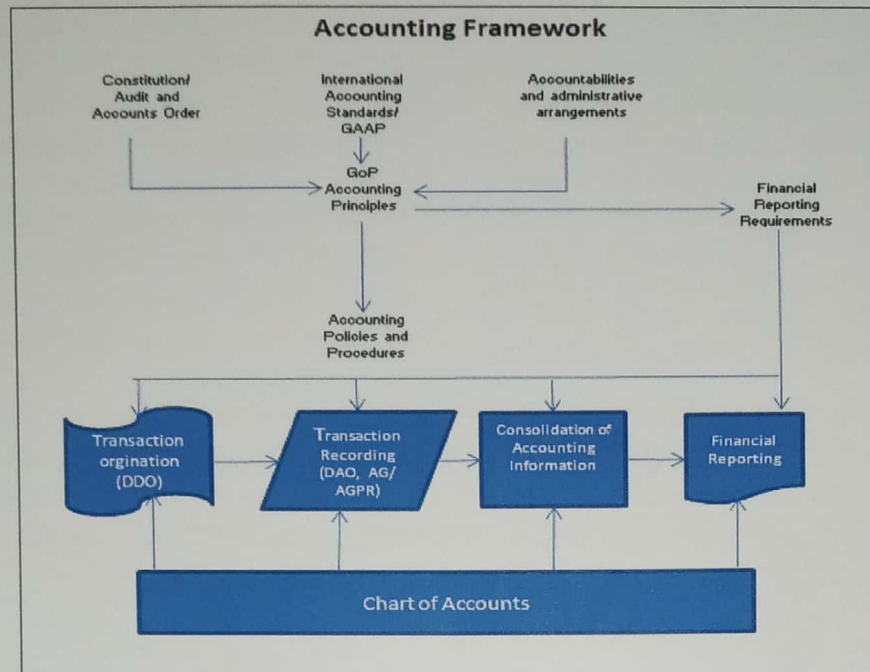 Accounting Framework
Constitution/
Audit and
Accounts Order
International
Accounting
Standards/
GAAP
Accountabilities
and administrative
arrangements
GoP
Accounting
Principles
Financial
Reporting
Requirements
Accounting
Policies and
Procedures
Transaction
orgination
(DDO)
Transaction
Recording
(DAO, AG/
AGPR)
Consolidation of
Accounting
Information
Financial
Reporting
Chart of Accounts